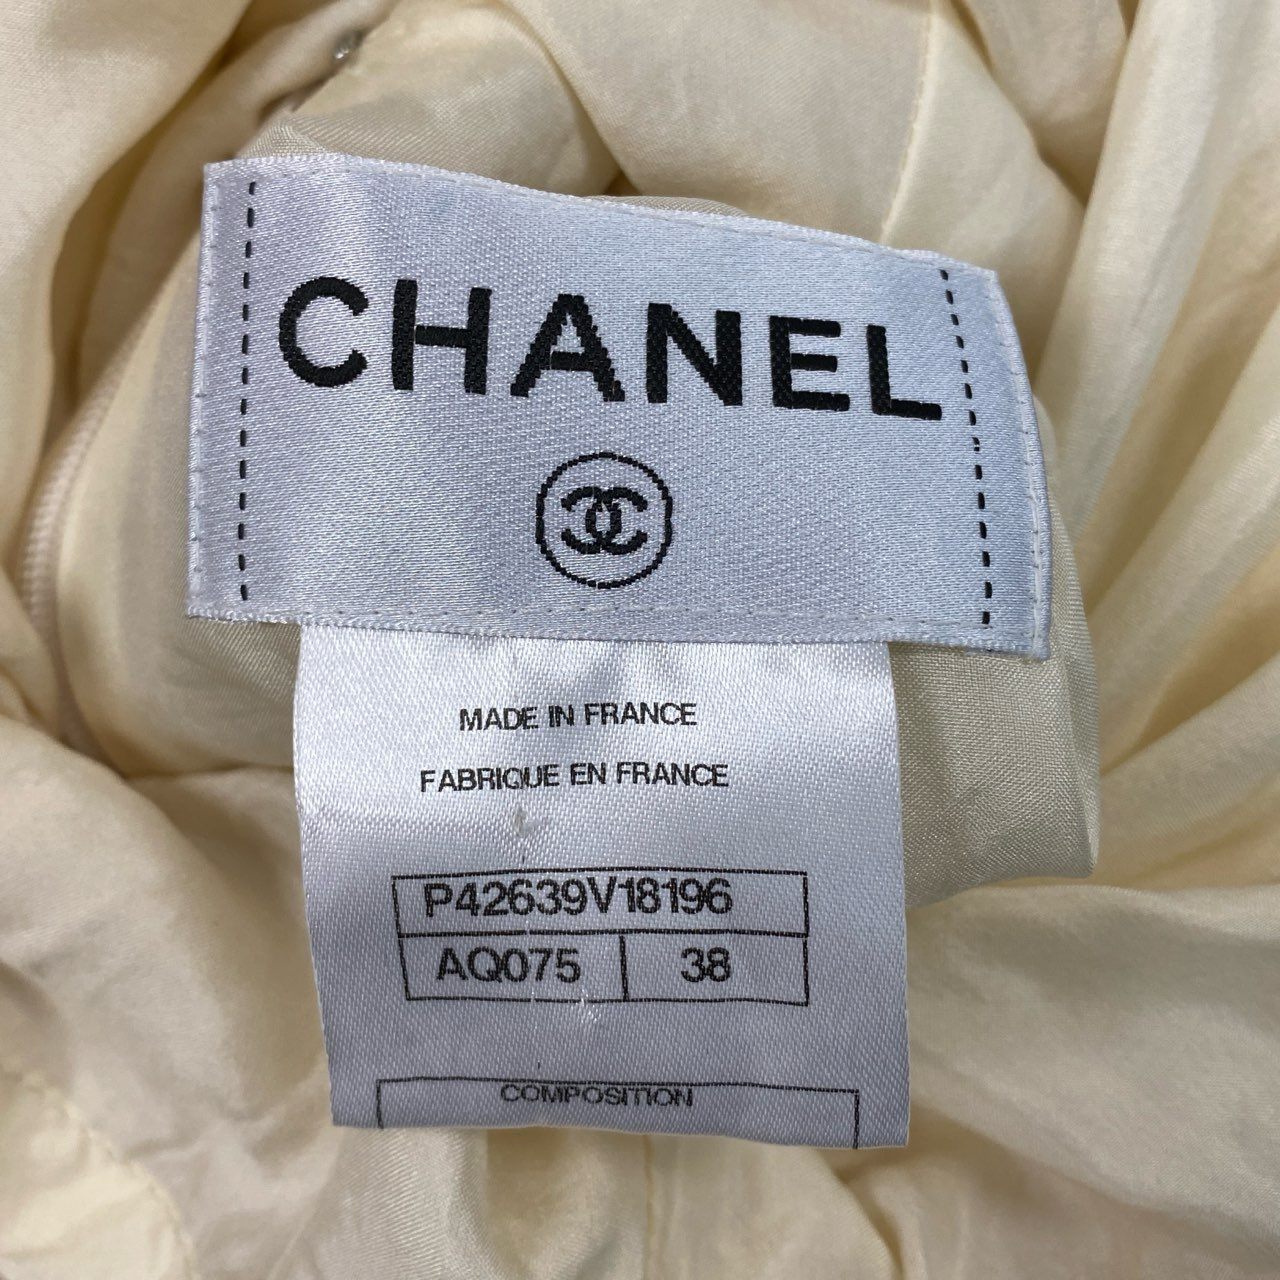 CHANEL
MADE IN FRANCE
FABRIQUE EN FRANCE
P42639V18196
AQ075 38
COMPOSITION